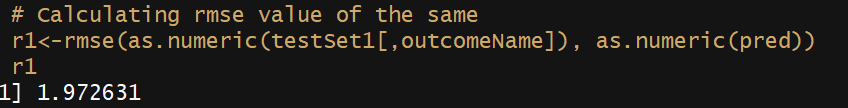 # Calculating rmse value of the same
r1<-rmse(as.numeric(testSet1[,outcomeName]), as.numeric(pred))
r1
1] 1.972631